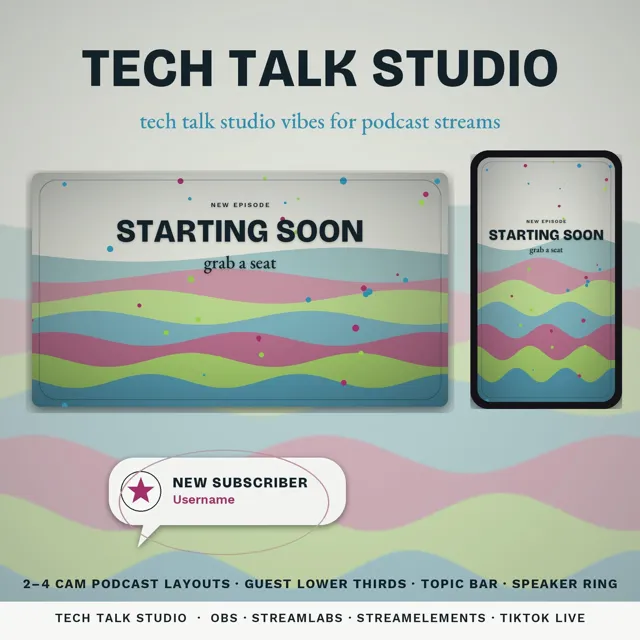 TECH TALK STUDIO
tech talk studio vibes for podcast streams
NEW EPISODE
STARTING SOON
grab a seat
NEW EPISODE
STARTING SOON
grab a seat
NEW SUBSCRIBER
Username
2–4 CAM PODCAST LAYOUTS · GUEST LOWER THIRDS · TOPIC BAR · SPEAKER RING
TECH TALK STUDIO · OBS · STREAMLABS · STREAMELEMENTS · TIKTOK LIVE